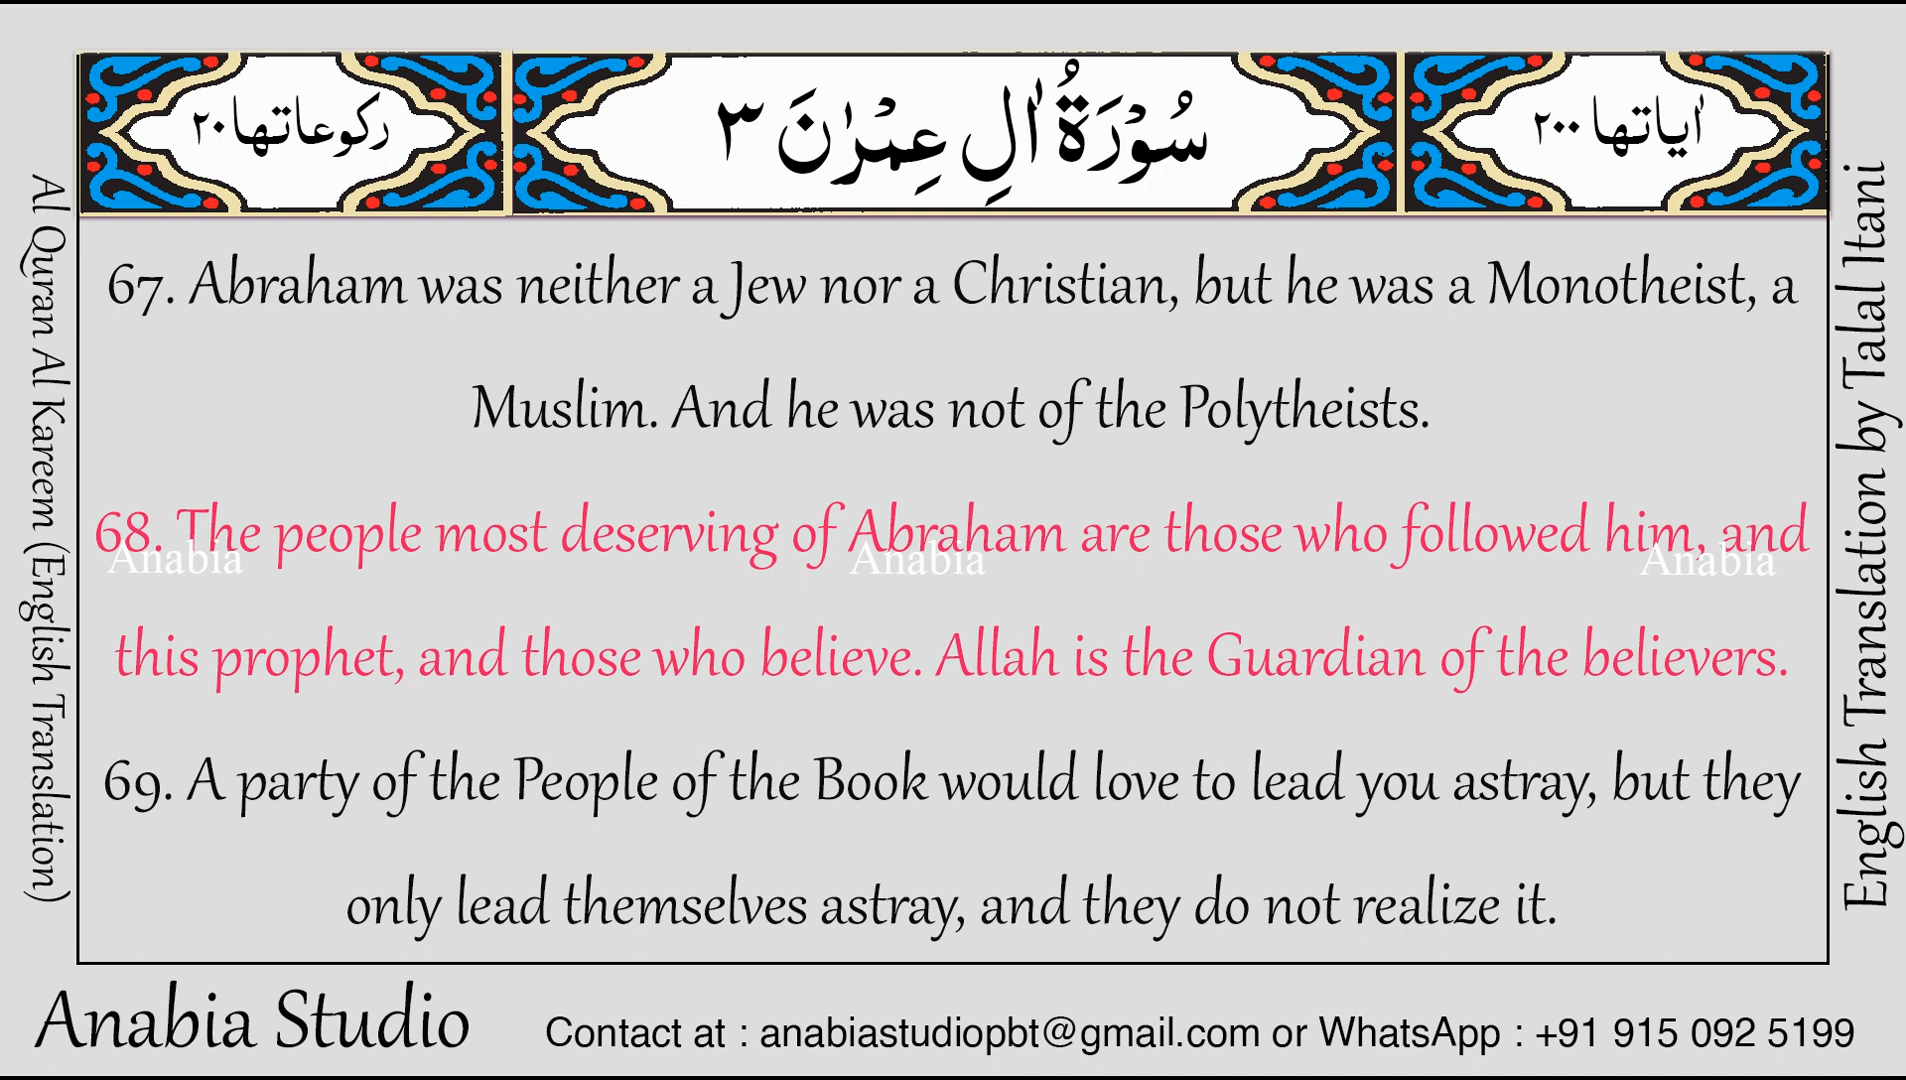 اٰیاتها ٢٠٠
سُوْرَةُ اٰلِ عِمْرٰنَ ٣
رکوعاتها ٢٠
Al Quran Al Kareem (English Translation)
67. Abraham was neither a Jew nor a Christian, but he was a Monotheist, a
Muslim. And he was not of the Polytheists.
68. The people most deserving of Abraham are those who followed him, and
Anabia Anabia Anabia
this prophet, and those who believe. Allah is the Guardian of the believers.
69. A party of the People of the Book would love to lead you astray, but they
only lead themselves astray, and they do not realize it.
English Translation by Talal Itani
Anabia Studio
Contact at : anabiastudiopbt@gmail.com or WhatsApp : +91 915 092 5199